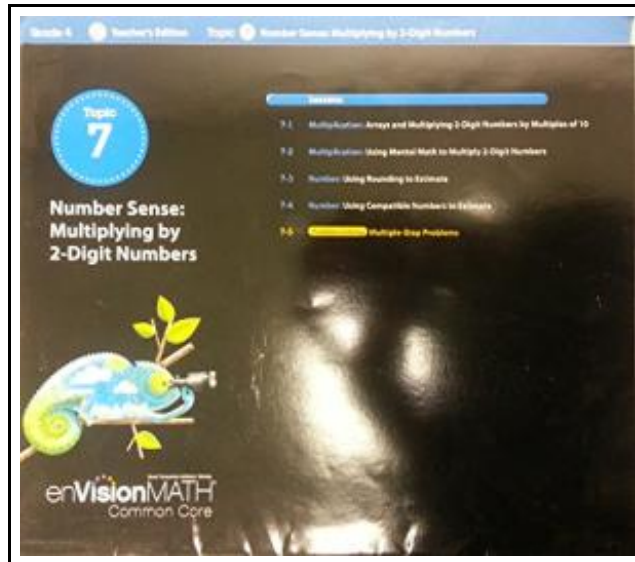 Grade 4 Teacher's Edition Topic 7 Number Sense: Multiplying by 2-Digit Numbers
Topic
7
Number Sense:
Multiplying by
2-Digit Numbers
Lessons
7-1 Multiplication: Arrays and Multiplying 2-Digit Numbers by Multiples of 10
7-2 Multiplication: Using Mental Math to Multiply 2-Digit Numbers
7-3 Number: Using Rounding to Estimate
7-4 Number: Using Compatible Numbers to Estimate
7-5 Multiple-Step Problems
enVisionMATH
Common Core